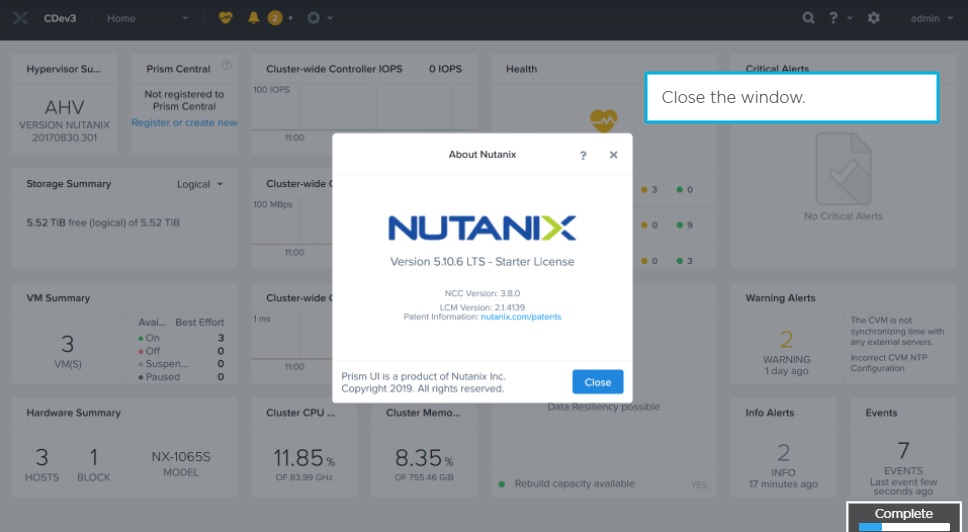 CDev3
Home
2
?
admin
Hypervisor Su...
AHV
VERSION NUTANIX
20170830.301
Prism Central
?
Not registered to
Prism Central
Register or create new
Cluster-wide Controller IOPS
0 IOPS
100 IOPS
11:00
Health
Critical Alerts
Close the window.
No Critical Alerts
Storage Summary
Logical
5.52 TiB free (logical) of 5.52 TiB
Cluster-wide C
100 MBps
11:00
3
0
0
9
0
3
About Nutanix
?
NUTANIX
Version 5.10.6 LTS - Starter License
NCC Version: 3.8.0
LCM Version: 2.1.4139
Patent Information: nutanix.com/patents
Prism UI is a product of Nutanix Inc.
Copyright 2019. All rights reserved.
Close
VM Summary
3
VM(S)
Avai...
Best Effort
On
3
Off
0
Suspen...
0
Paused
0
Cluster-wide C
1 ms
11:00
Data Resiliency possible
Rebuild capacity available
YES
Warning Alerts
2
WARNING
1 day ago
The CVM is not
synchronizing time with
any external servers.
Incorrect CVM NTP
Configuration
Hardware Summary
3
HOSTS
1
BLOCK
NX-1065S
MODEL
Cluster CPU ...
11.85 %
OF 83.99 GHz
Cluster Memo...
8.35 %
OF 755.46 GiB
Info Alerts
2
INFO
17 minutes ago
Events
7
EVENTS
Last event few
seconds ago
Complete